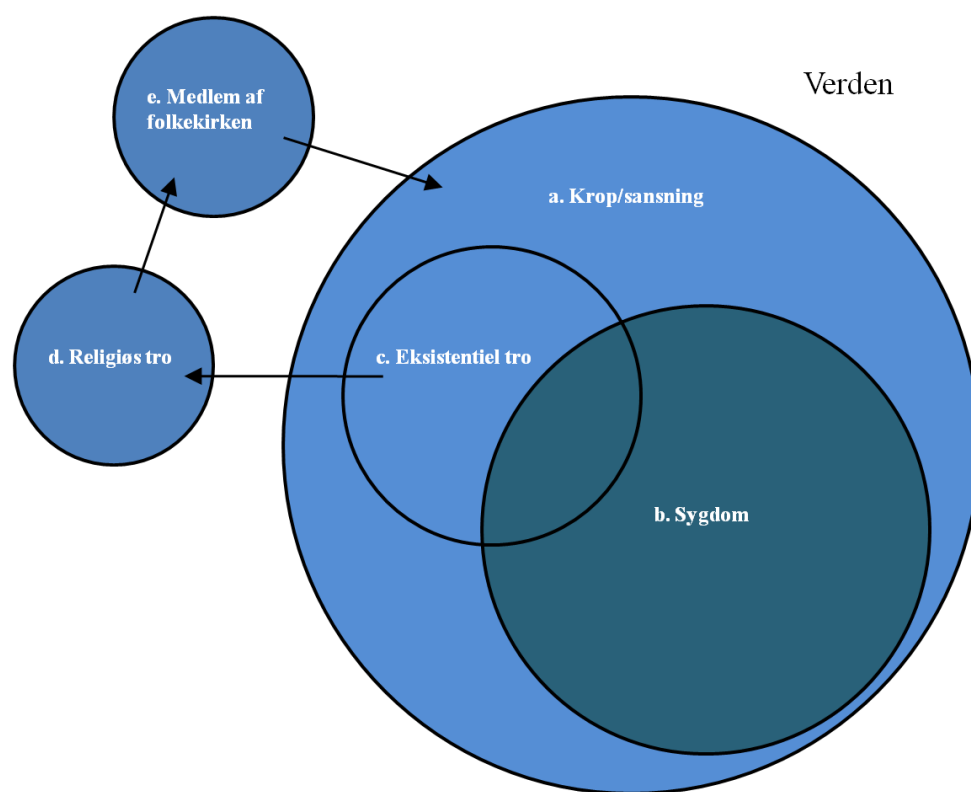 Verden
e. Medlem af
folkekirken
a. Krop/sansning
d. Religiøs tro
c. Eksistentiel tro
b. Sygdom